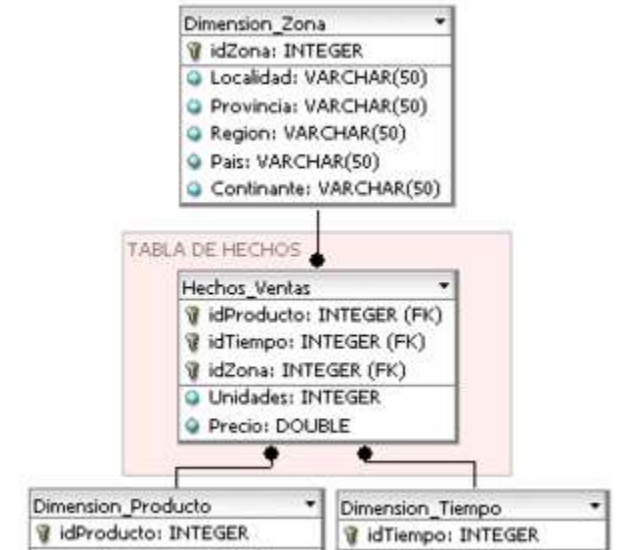 Dimension_Zona
idZona: INTEGER
Localidad: VARCHAR(50)
Provincia: VARCHAR(50)
Region: VARCHAR(50)
Pais: VARCHAR(50)
Continante: VARCHAR(50)
TABLA DE HECHOS
Hechos_Ventas
idProducto: INTEGER (FK)
idTiempo: INTEGER (FK)
idZona: INTEGER (FK)
Unidades: INTEGER
Precio: DOUBLE
Dimension_Producto
idProducto: INTEGER
Dimension_Tiempo
idTiempo: INTEGER